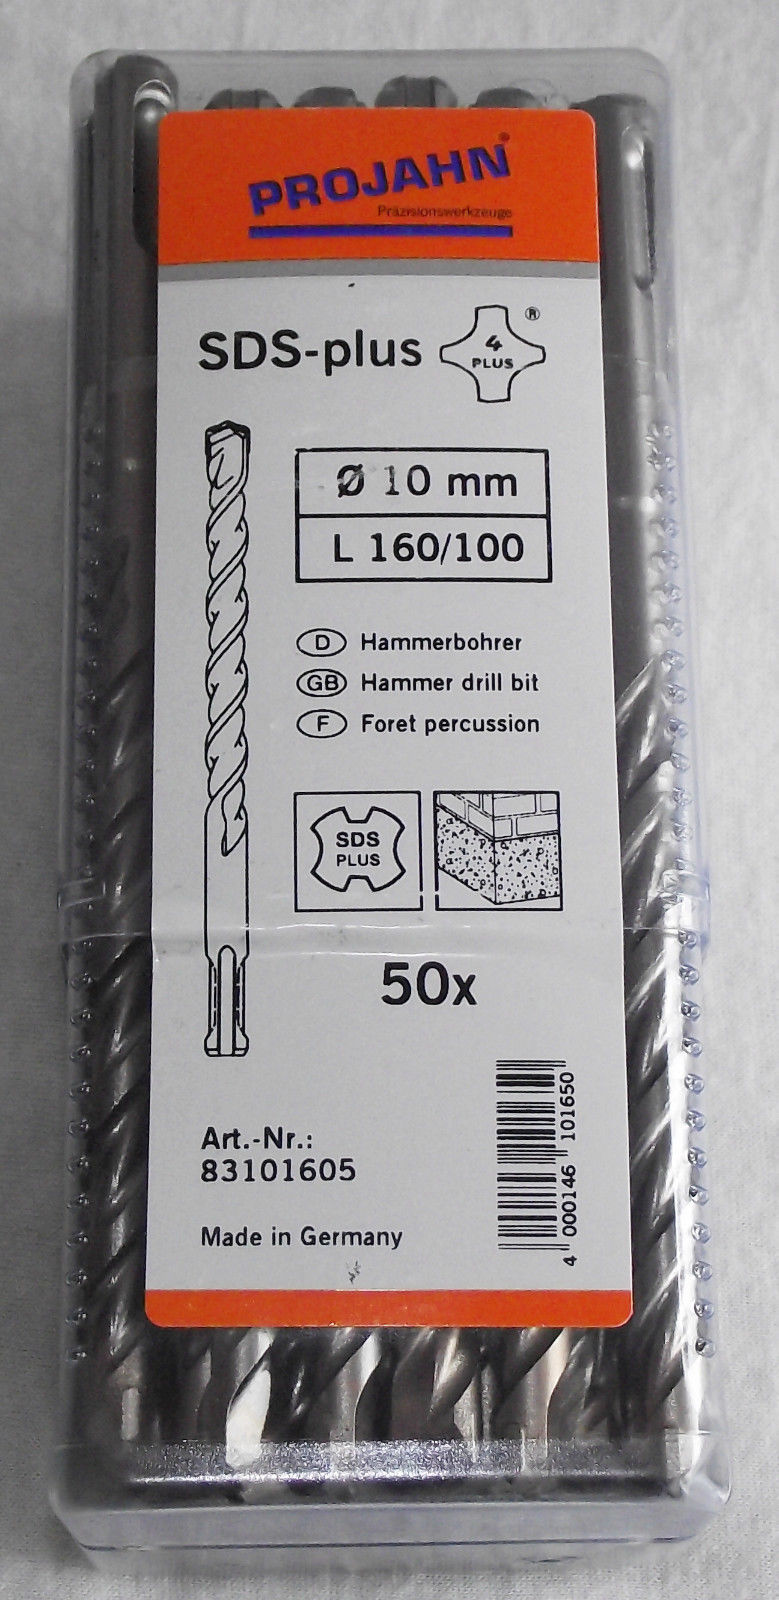 PROJAHN®
Präzisionswerkzeuge
SDS-plus
4
PLUS
®
Ø 10 mm
L 160/100
D Hammerbohrer
GB Hammer drill bit
F Foret percussion
SDS
PLUS
50x
Art.-Nr.:
83101605
Made in Germany
4 000146 101650